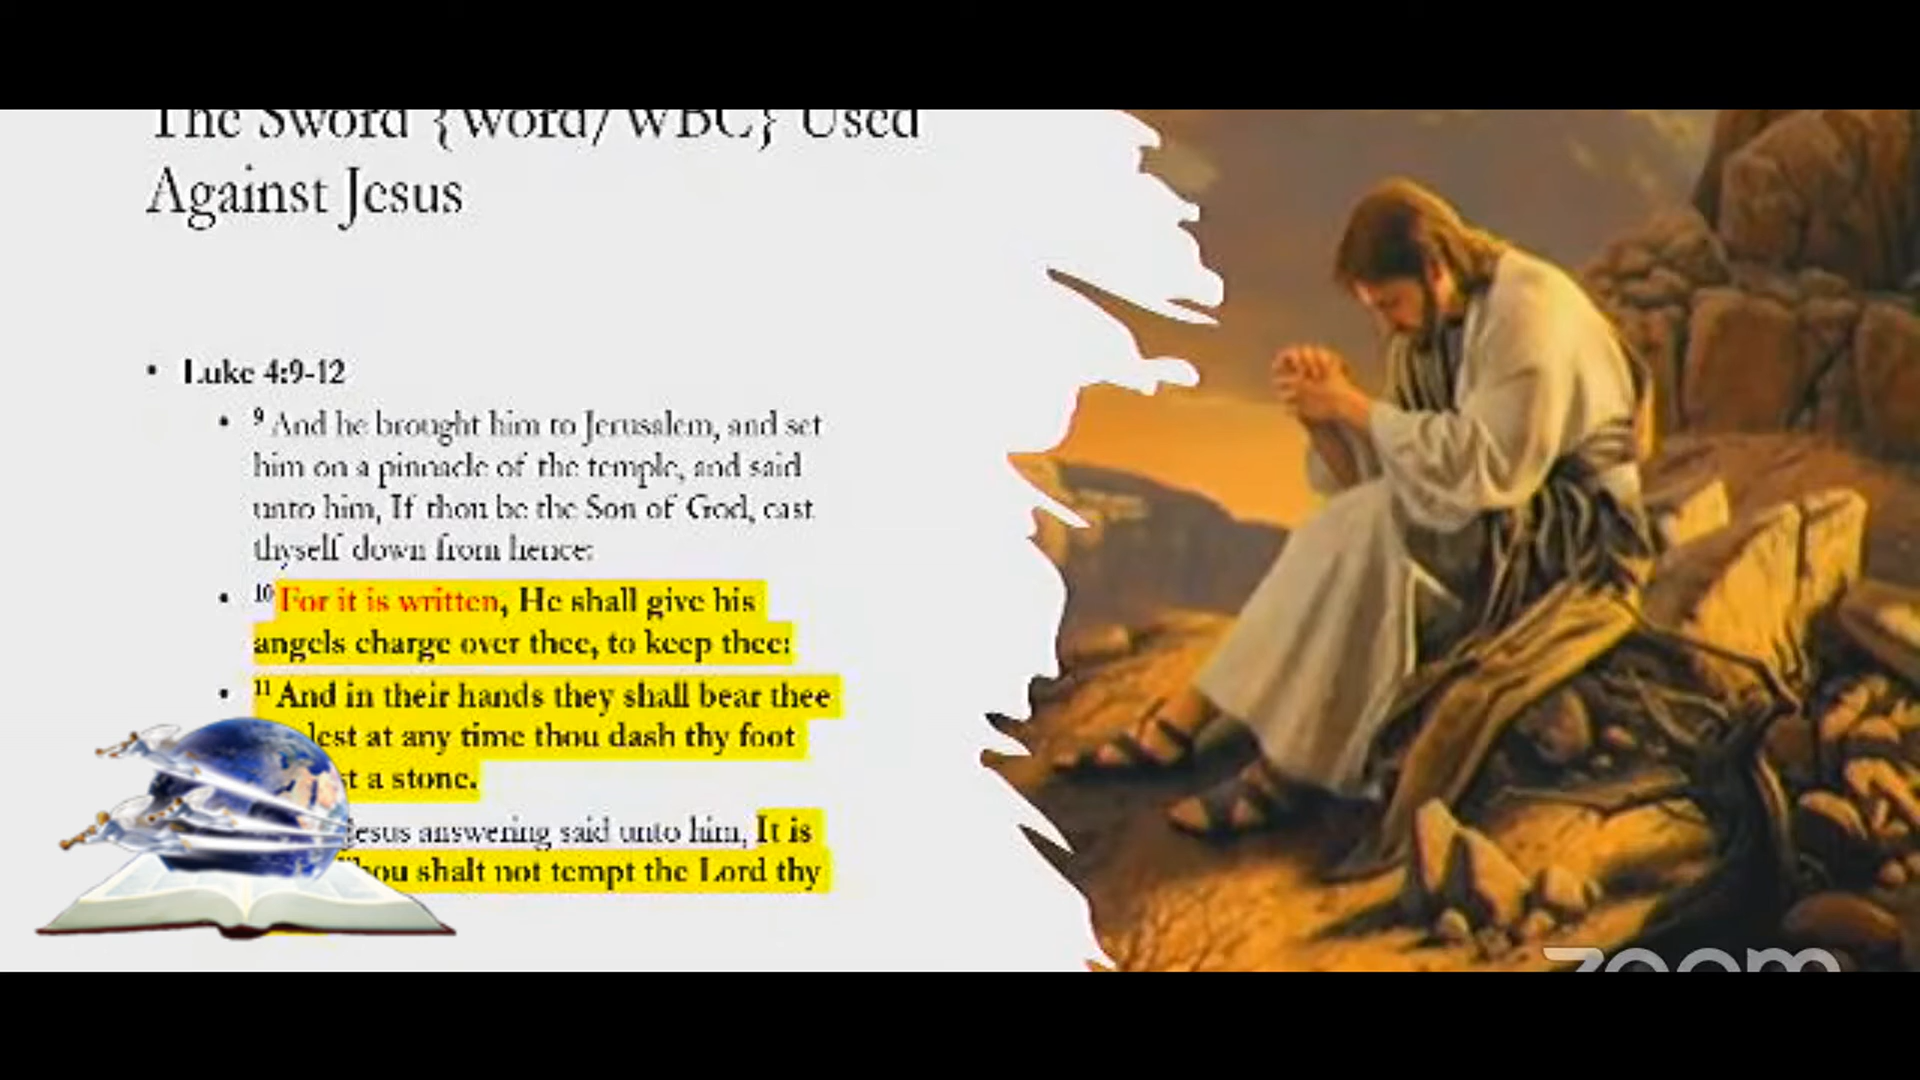 The Sword {Word/WBC} Used
Against Jesus
• Luke 4:9-12
• 9 And he brought him to Jerusalem, and set
him on a pinnacle of the temple, and said
unto him, If thou be the Son of God, cast
thyself down from hence:
• 10 For it is written, He shall give his
angels charge over thee, to keep thee:
• 11 And in their hands they shall bear thee
lest at any time thou dash thy foot
st a stone.
Jesus answering said unto him, It is
hou shalt not tempt the Lord thy
zoom